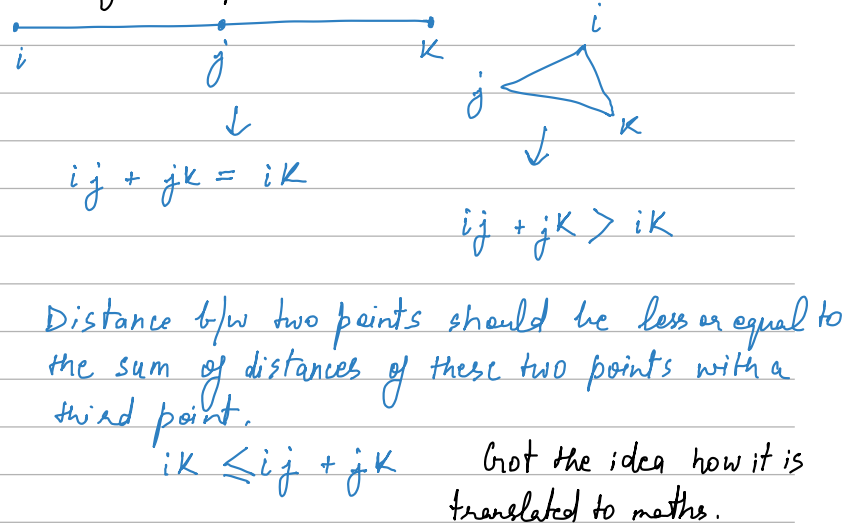 i j k
i
j
k
ij + jk = ik
ij + jk > ik
Distance b/w two points should be less or equal to
the sum of distances of these two points with a
third point.
ik ≤ ij + jk
Got the idea how it is
translated to maths.